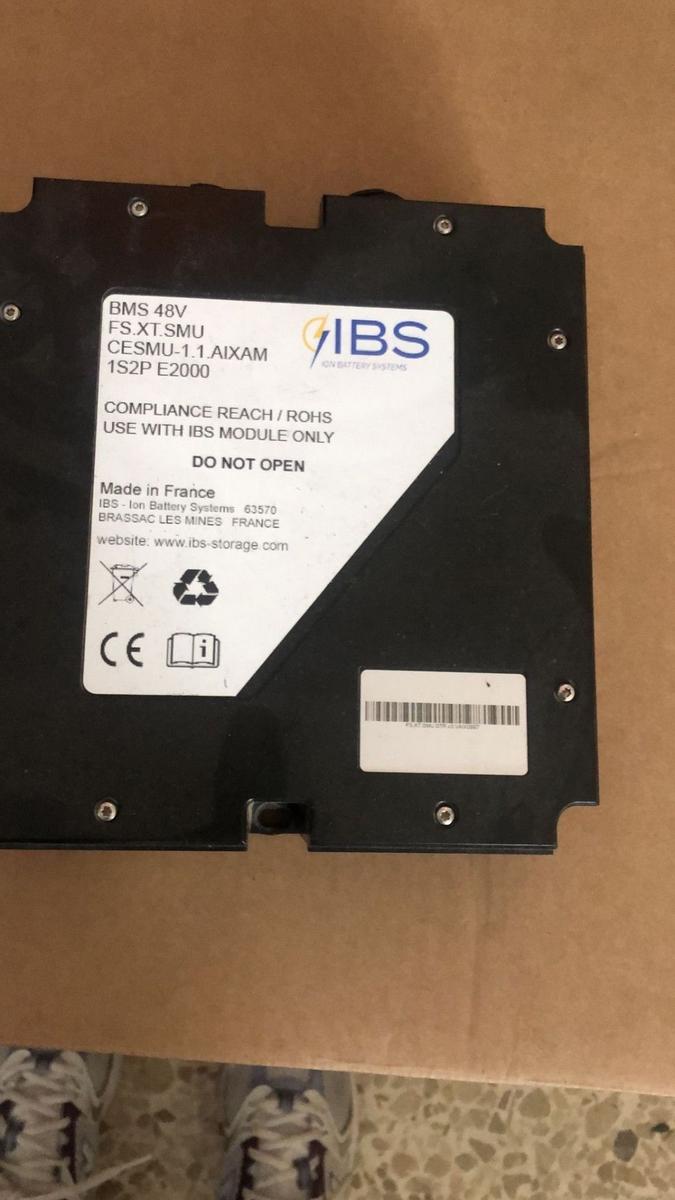 BMS 48V
FS.XT.SMU
CESMU-1.1.AIXAM
1S2P E2000
IBS
ION BATTERY SYSTEMS
COMPLIANCE REACH / ROHS
USE WITH IBS MODULE ONLY
DO NOT OPEN
Made in France
IBS - Ion Battery Systems 63570
BRASSAC LES MINES FRANCE
website: www.ibs-storage.com
CE
i